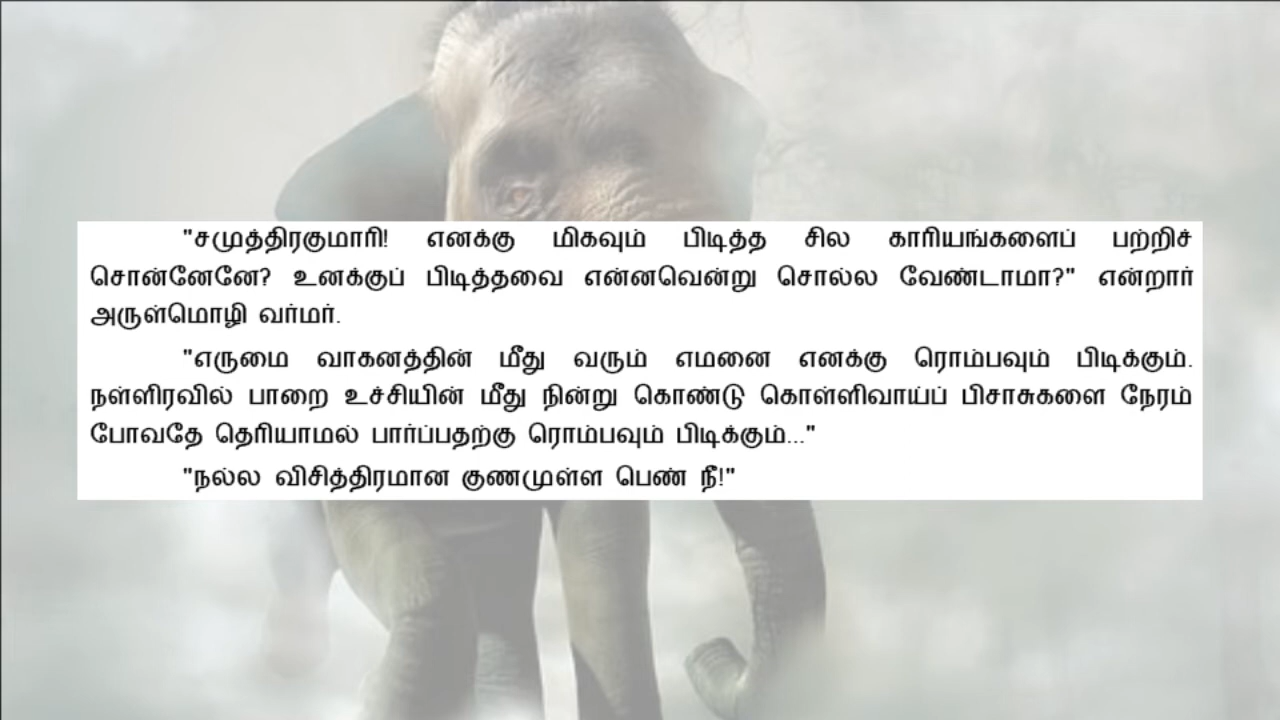 "சமுத்திரகுமாரி! எனக்கு மிகவும் பிடித்த சில காரியங்களைப் பற்றிச்
சொன்னேனே? உனக்குப் பிடித்தவை என்னவென்று சொல்ல வேண்டாமா?" என்றார்
அருள்மொழி வர்மர்.
"எருமை வாகனத்தின் மீது வரும் எமனை எனக்கு ரொம்பவும் பிடிக்கும்.
நள்ளிரவில் பாறை உச்சியின் மீது நின்று கொண்டு கொள்ளிவாய்ப் பிசாசுகளை நேரம்
போவதே தெரியாமல் பார்ப்பதற்கு ரொம்பவும் பிடிக்கும்..."
"நல்ல விசித்திரமான குணமுள்ள பெண் நீ!"